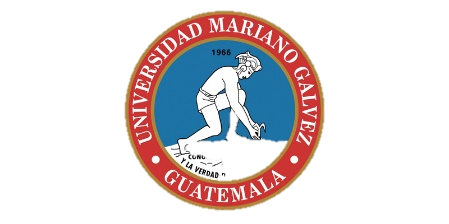 UNIVERSIDAD MARIANO GALVEZ
1966
Y LA VERDAD
GUATEMALA